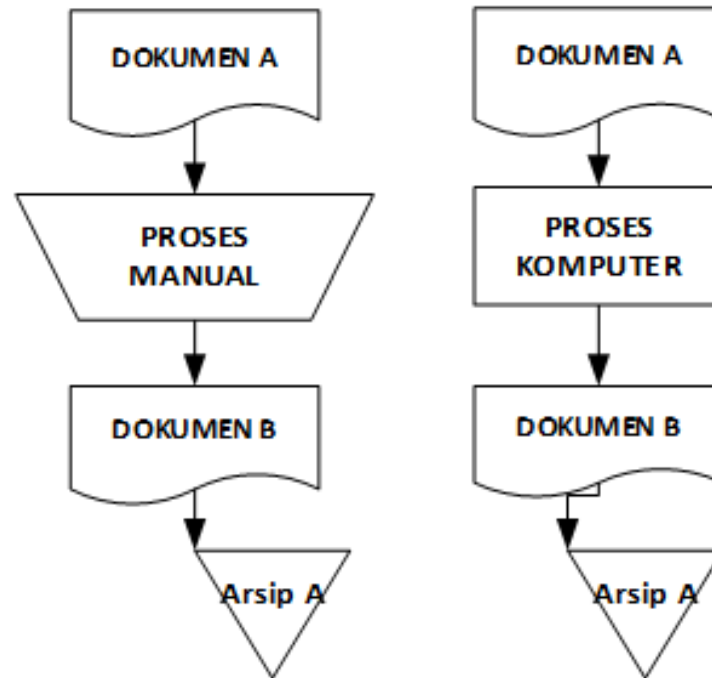 DOKUMEN A
PROSES
MANUAL
DOKUMEN B
Arsip A
DOKUMEN A
PROSES
KOMPUTER
DOKUMEN B
Arsip A